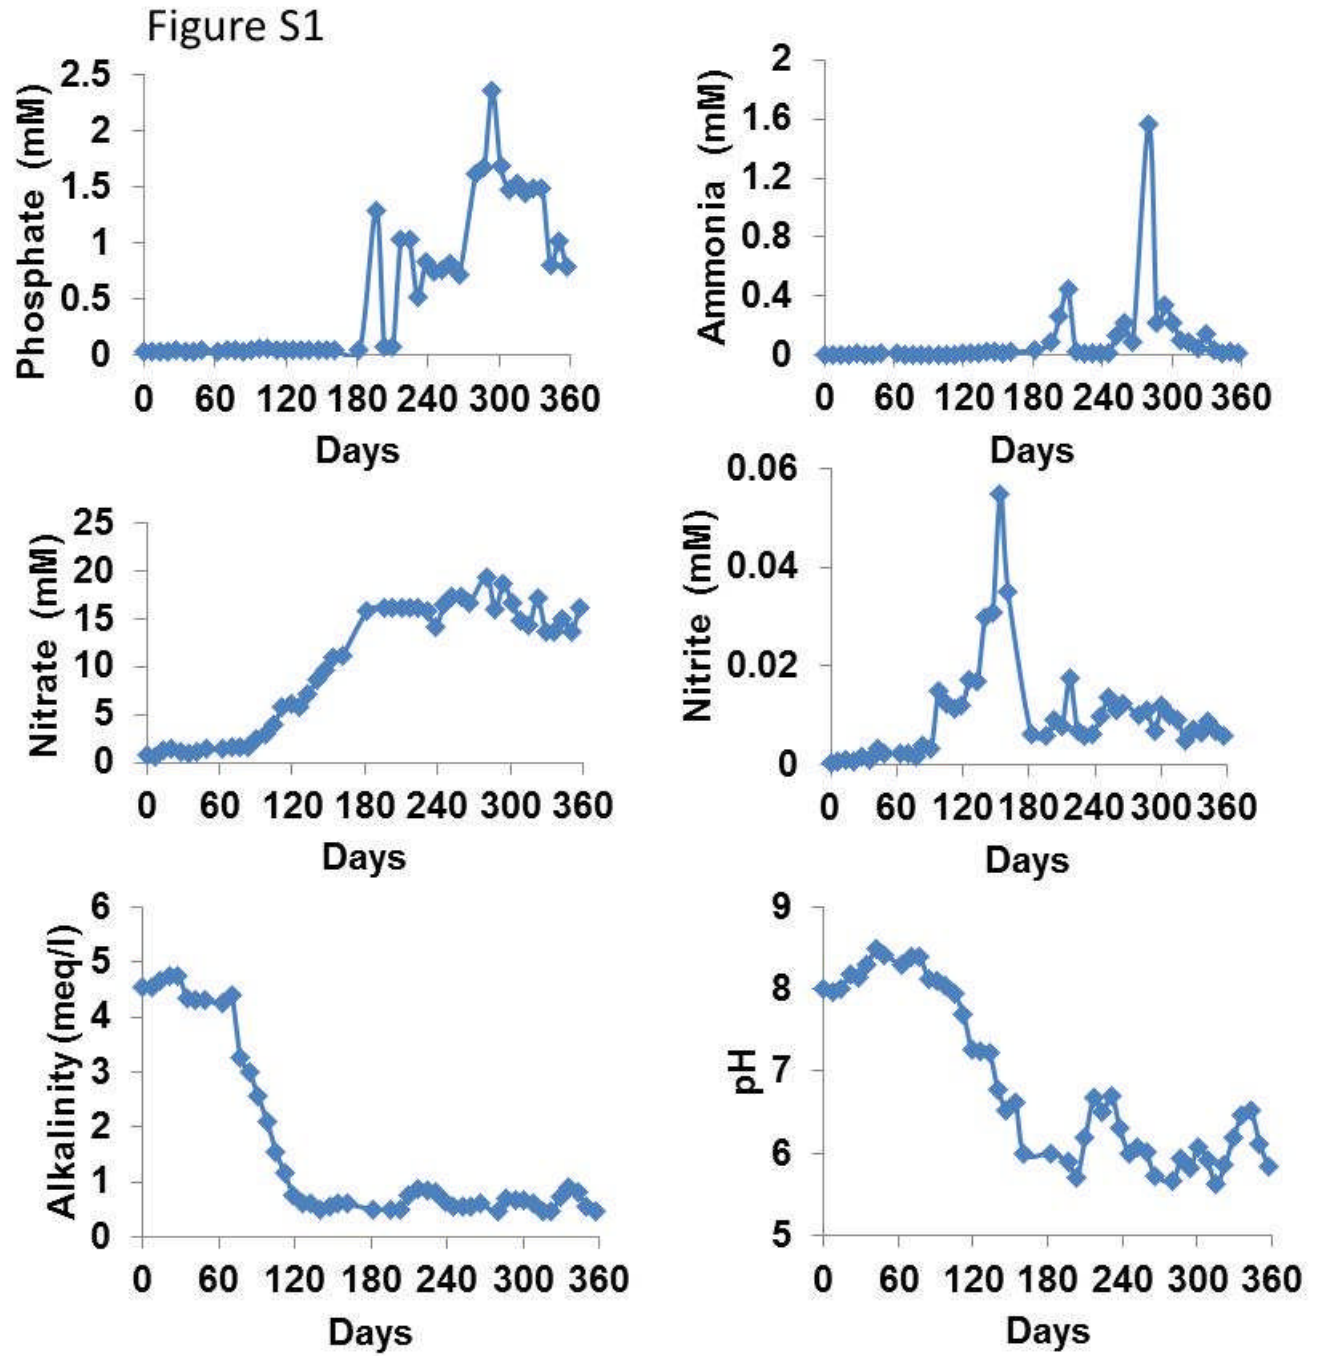 Figure S1
Phosphate (mM)
2.5
2
1.5
1
0.5
0
0 60 120 180 240 300 360
Days
Ammonia (mM)
2
1.6
1.2
0.8
0.4
0
0 60 120 180 240 300 360
Days
Nitrate (mM)
25
20
15
10
5
0
0 60 120 180 240 300 360
Days
Nitrite (mM)
0.06
0.04
0.02
0
0 60 120 180 240 300 360
Days
Alkalinity (meq/l)
6
5
4
3
2
1
0
0 60 120 180 240 300 360
Days
pH
9
8
7
6
5
0 60 120 180 240 300 360
Days